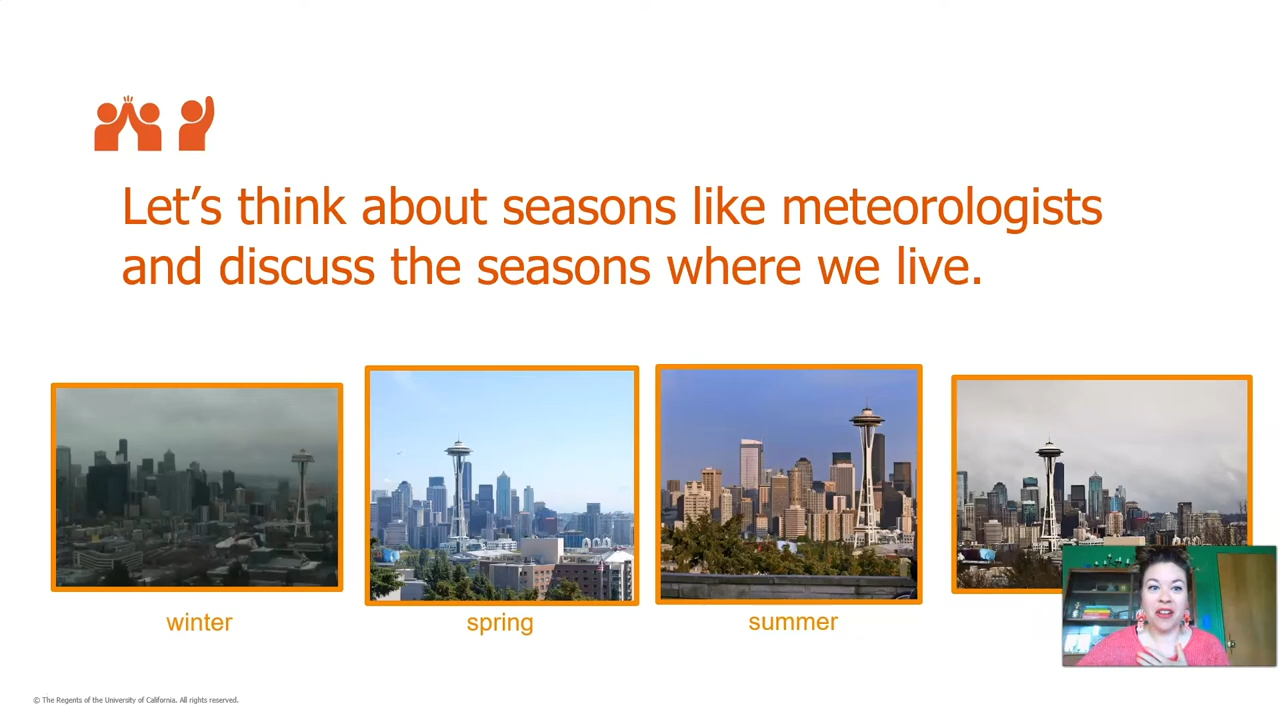 Let's think about seasons like meteorologists
and discuss the seasons where we live.
winter
spring
summer
© The Regents of the University of California. All rights reserved.